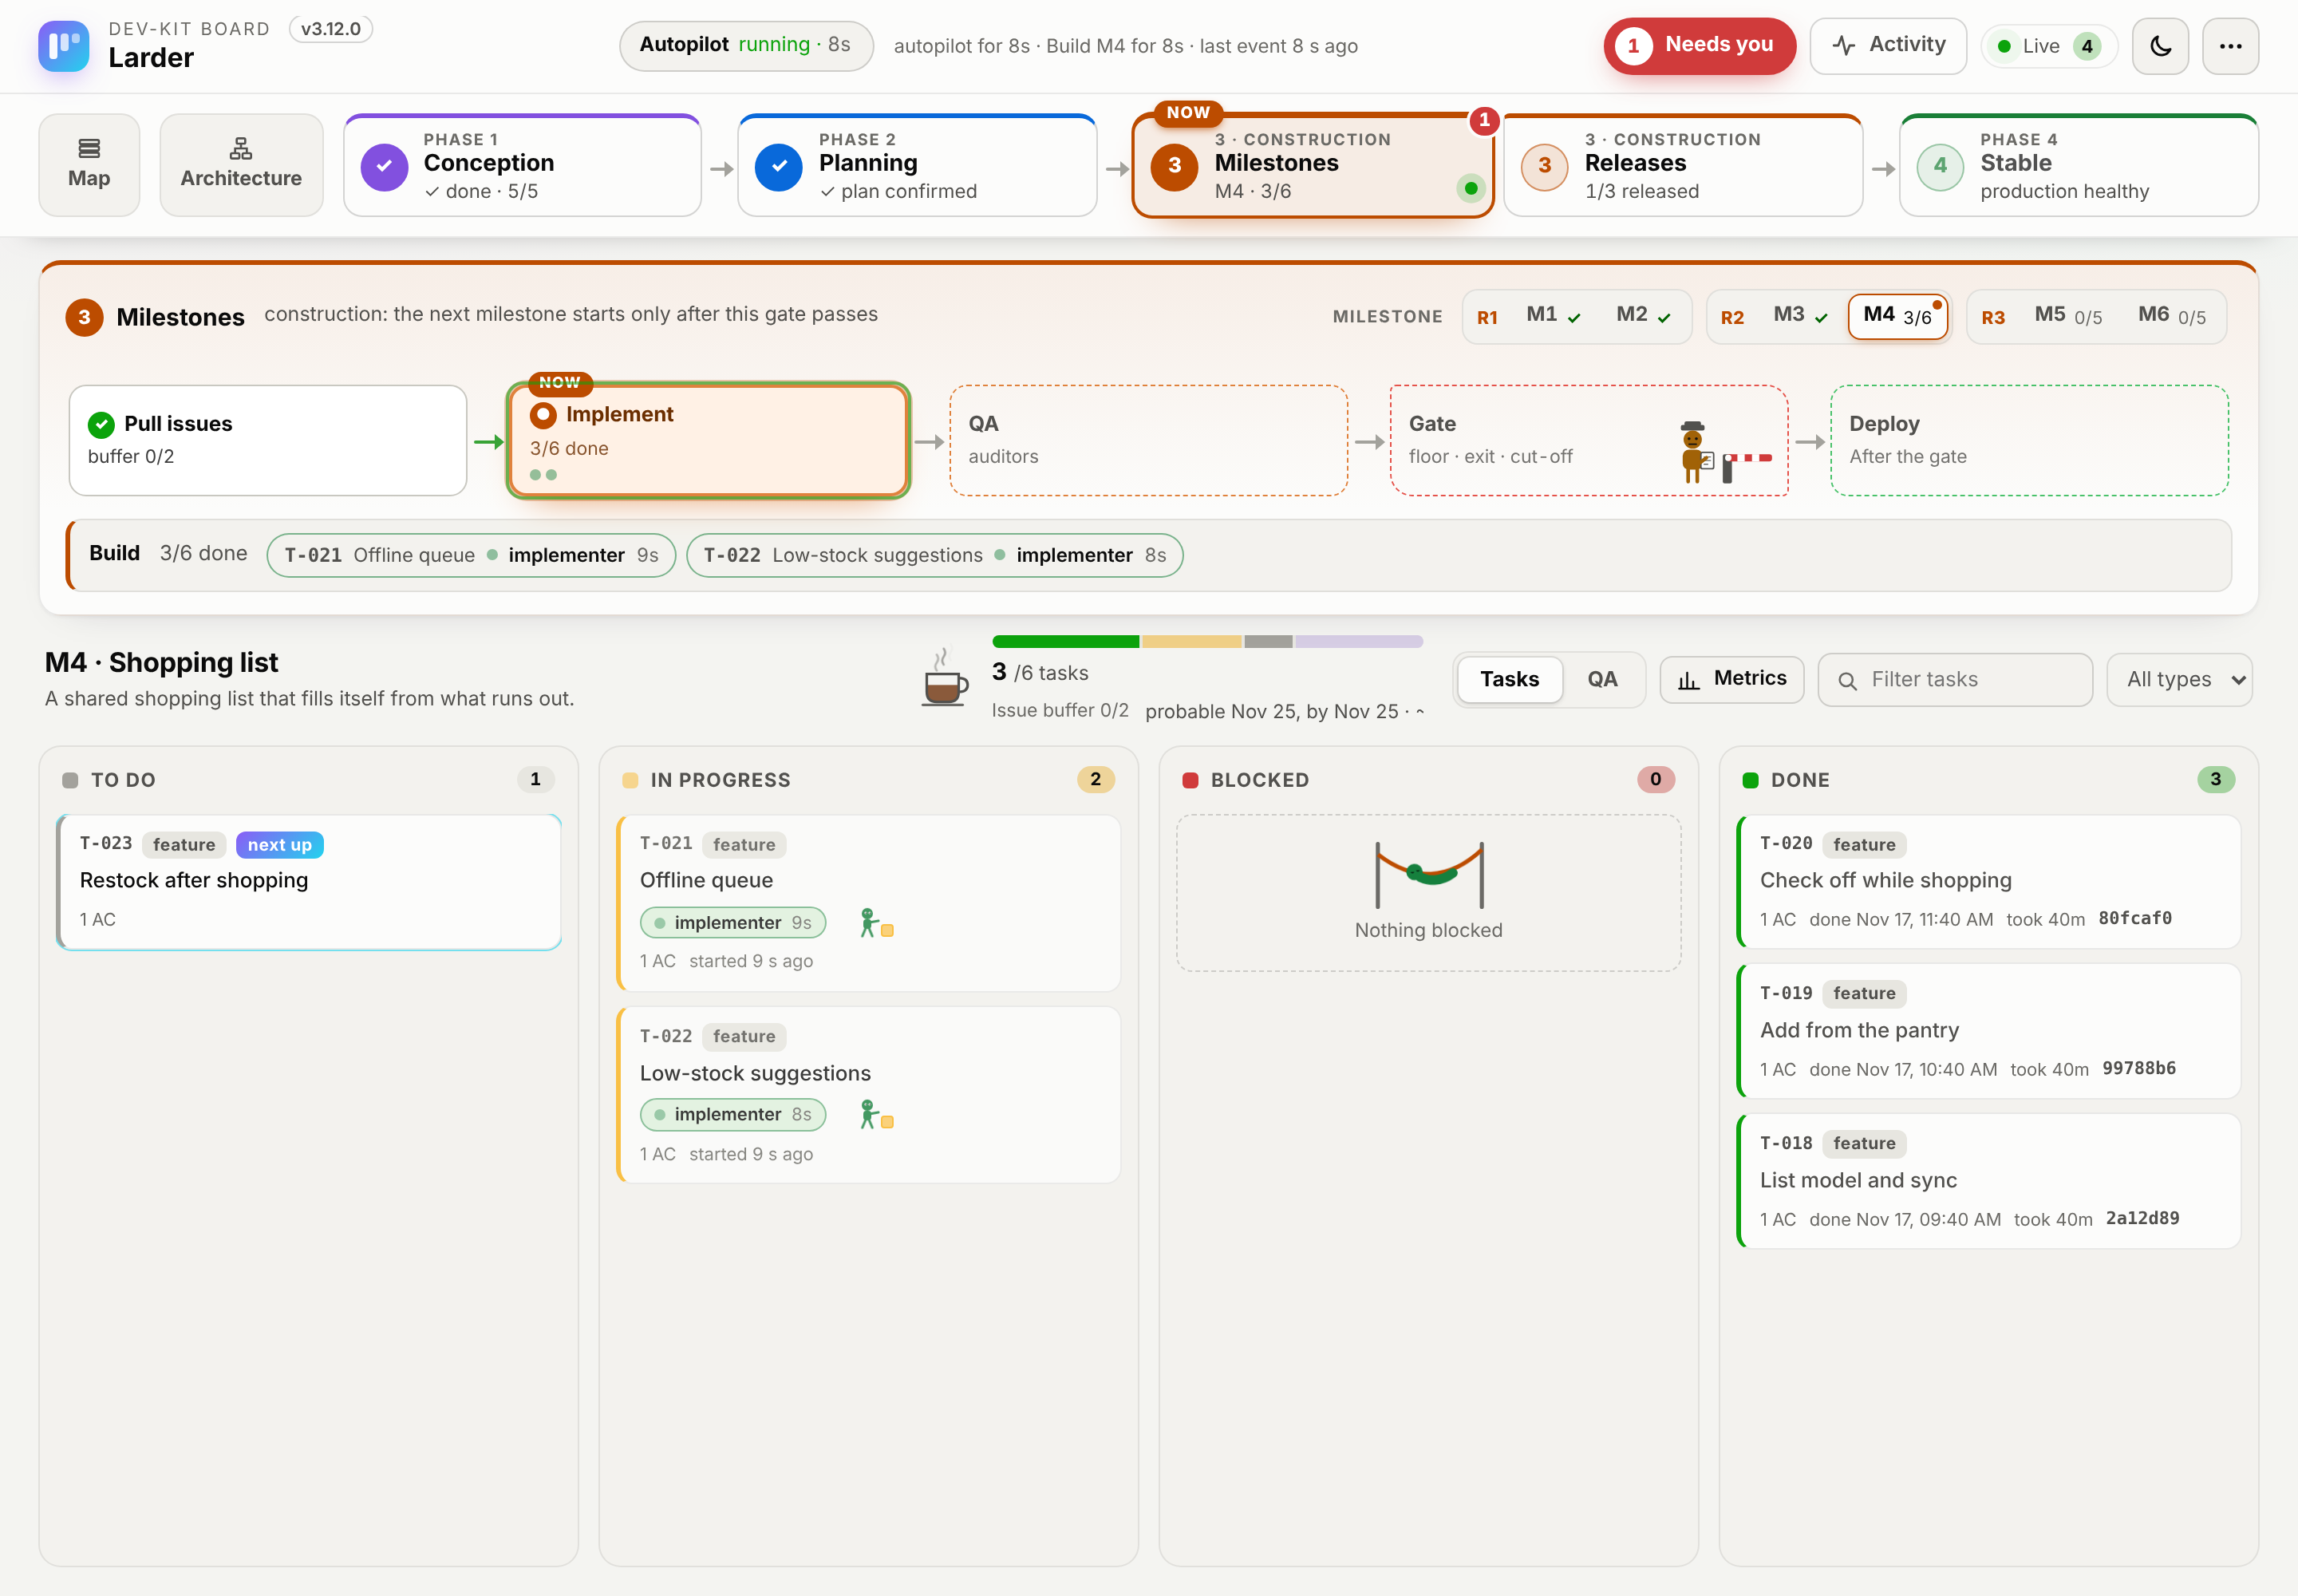 DEV-KIT BOARD v3.12.0
Larder
Autopilot running · 8s
autopilot for 8s · Build M4 for 8s · last event 8 s ago
1 Needs you
Activity
Live 4
Map
Architecture
PHASE 1
Conception
✓ done · 5/5
PHASE 2
Planning
✓ plan confirmed
NOW
1
3
3 · CONSTRUCTION
Milestones
M4 · 3/6
3
3 · CONSTRUCTION
Releases
1/3 released
4
PHASE 4
Stable
production healthy
3 Milestones construction: the next milestone starts only after this gate passes
MILESTONE R1 M1 ✓ M2 ✓ R2 M3 ✓ M4 3/6 R3 M5 0/5 M6 0/5
Pull issues
buffer 0/2
NOW
Implement
3/6 done
QA
auditors
Gate
floor · exit · cut-off
Deploy
After the gate
Build 3/6 done T-021 Offline queue implementer 9s T-022 Low-stock suggestions implementer 8s
M4 · Shopping list
A shared shopping list that fills itself from what runs out.
3 /6 tasks
Issue buffer 0/2 probable Nov 25, by Nov 25 ·
Tasks QA Metrics Filter tasks All types
TO DO 1
T-023 feature next up
Restock after shopping
1 AC
IN PROGRESS 2
T-021 feature
Offline queue
implementer 9s
1 AC started 9 s ago
T-022 feature
Low-stock suggestions
implementer 8s
1 AC started 9 s ago
BLOCKED 0
Nothing blocked
DONE 3
T-020 feature
Check off while shopping
1 AC done Nov 17, 11:40 AM took 40m 80fcaf0
T-019 feature
Add from the pantry
1 AC done Nov 17, 10:40 AM took 40m 99788b6
T-018 feature
List model and sync
1 AC done Nov 17, 09:40 AM took 40m 2a12d89